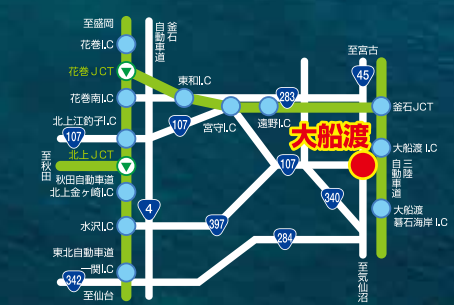 至盛岡
釜石自動車道
花巻I.C
至宮古
45
花巻JCT
東和I.C
花巻南I.C
283
釜石JCT
北上江釣子I.C
107
107
宮守I.C
遠野I.C
大船渡
大船渡 I.C
至秋田
北上JCT
107
三陸自動車道
秋田自動車道
北上金ヶ崎I.C
340
4
大船渡
碁石海岸I.C
水沢I.C
397
284
東北自動車道
一関I.C
342
至気仙沼
至仙台